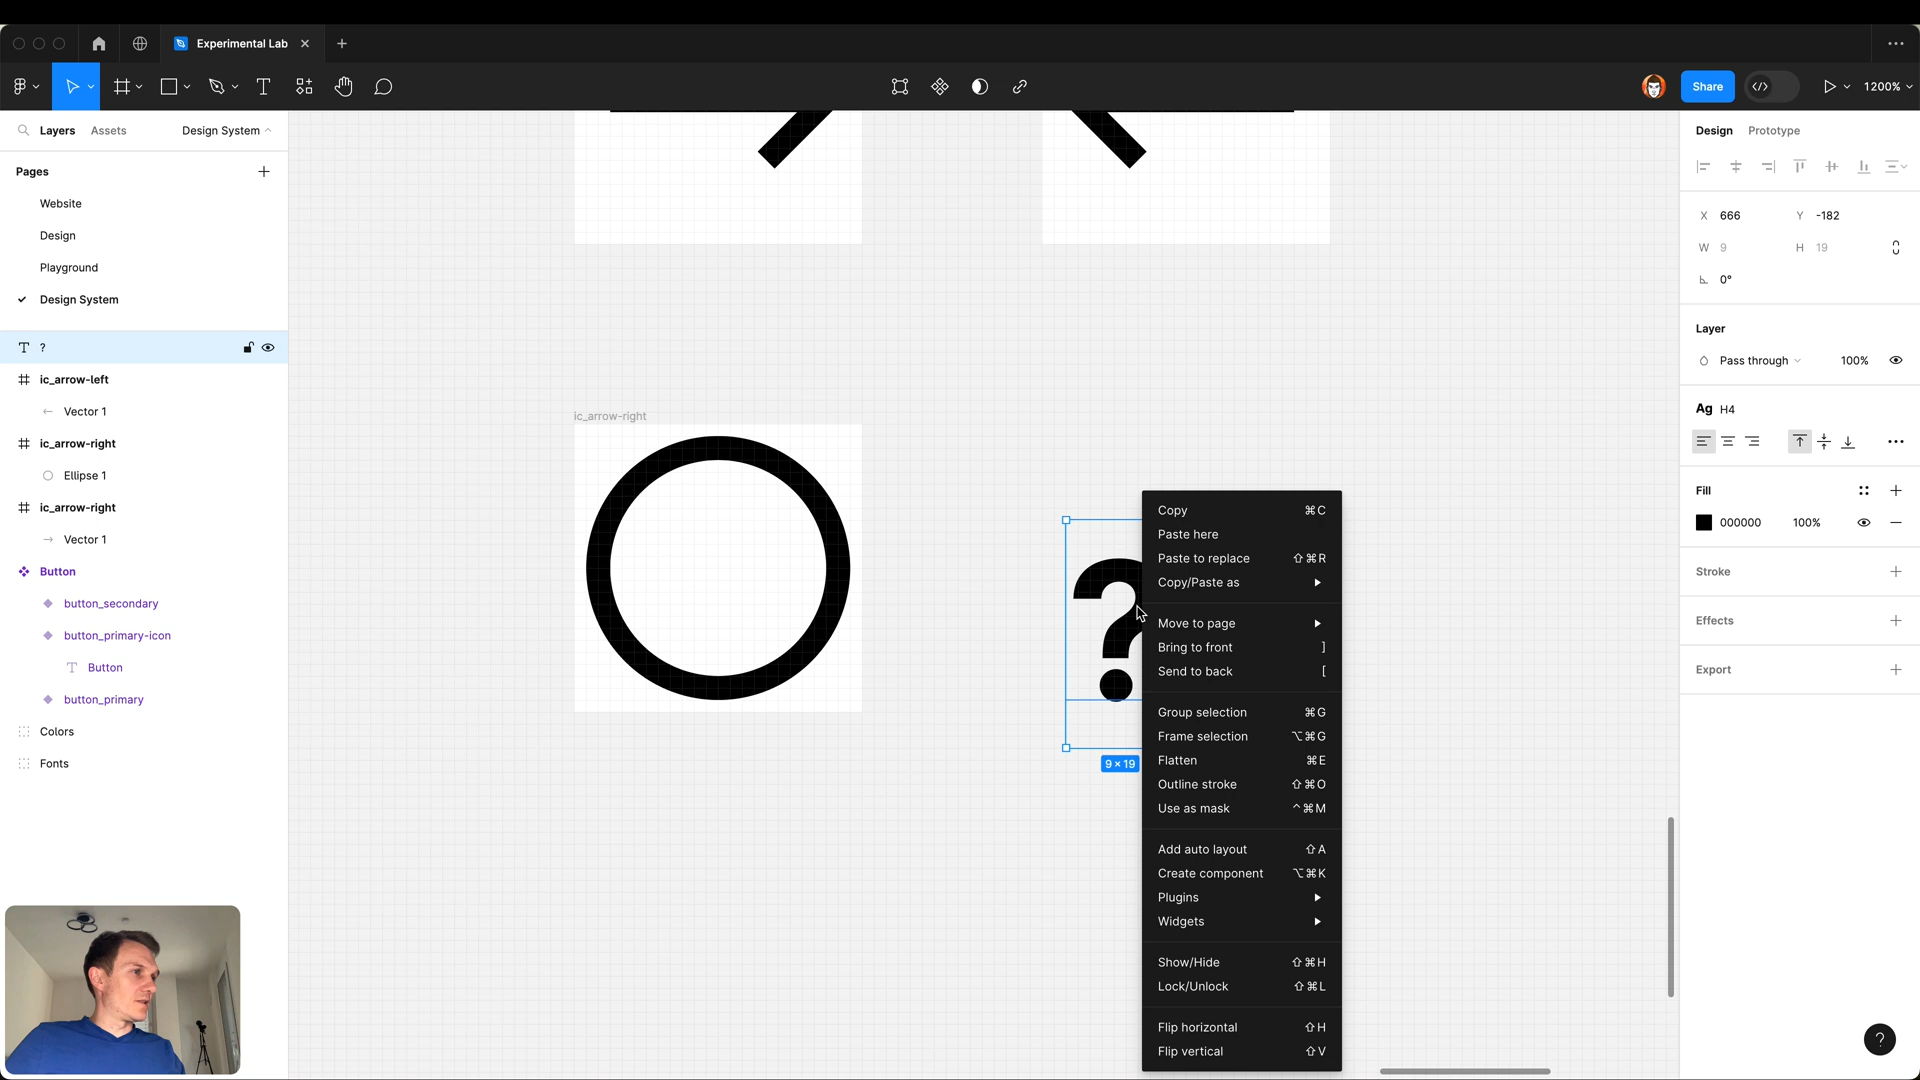 Experimental Lab
Share
1200%
Layers
Assets
Design System
Pages
Website
Design
Playground
Design System
?
ic_arrow-left
Vector 1
ic_arrow-right
Ellipse 1
ic_arrow-right
Vector 1
Button
button_secondary
button_primary-icon
Button
button_primary
Colors
Fonts
ic_arrow-right
?
9 × 19
Copy ⌘C
Paste here
Paste to replace ⇧⌘R
Copy/Paste as
Move to page
Bring to front ]
Send to back [
Group selection ⌘G
Frame selection ⌥⌘G
Flatten ⌘E
Outline stroke ⇧⌘O
Use as mask ^⌘M
Add auto layout ⇧A
Create component ⌥⌘K
Plugins
Widgets
Show/Hide ⇧⌘H
Lock/Unlock ⇧⌘L
Flip horizontal ⇧H
Flip vertical ⇧V
Design
Prototype
X 666 Y -182
W 9 H 19
0°
Layer
Pass through 100%
Ag H4
Fill
000000 100%
Stroke
Effects
Export
?